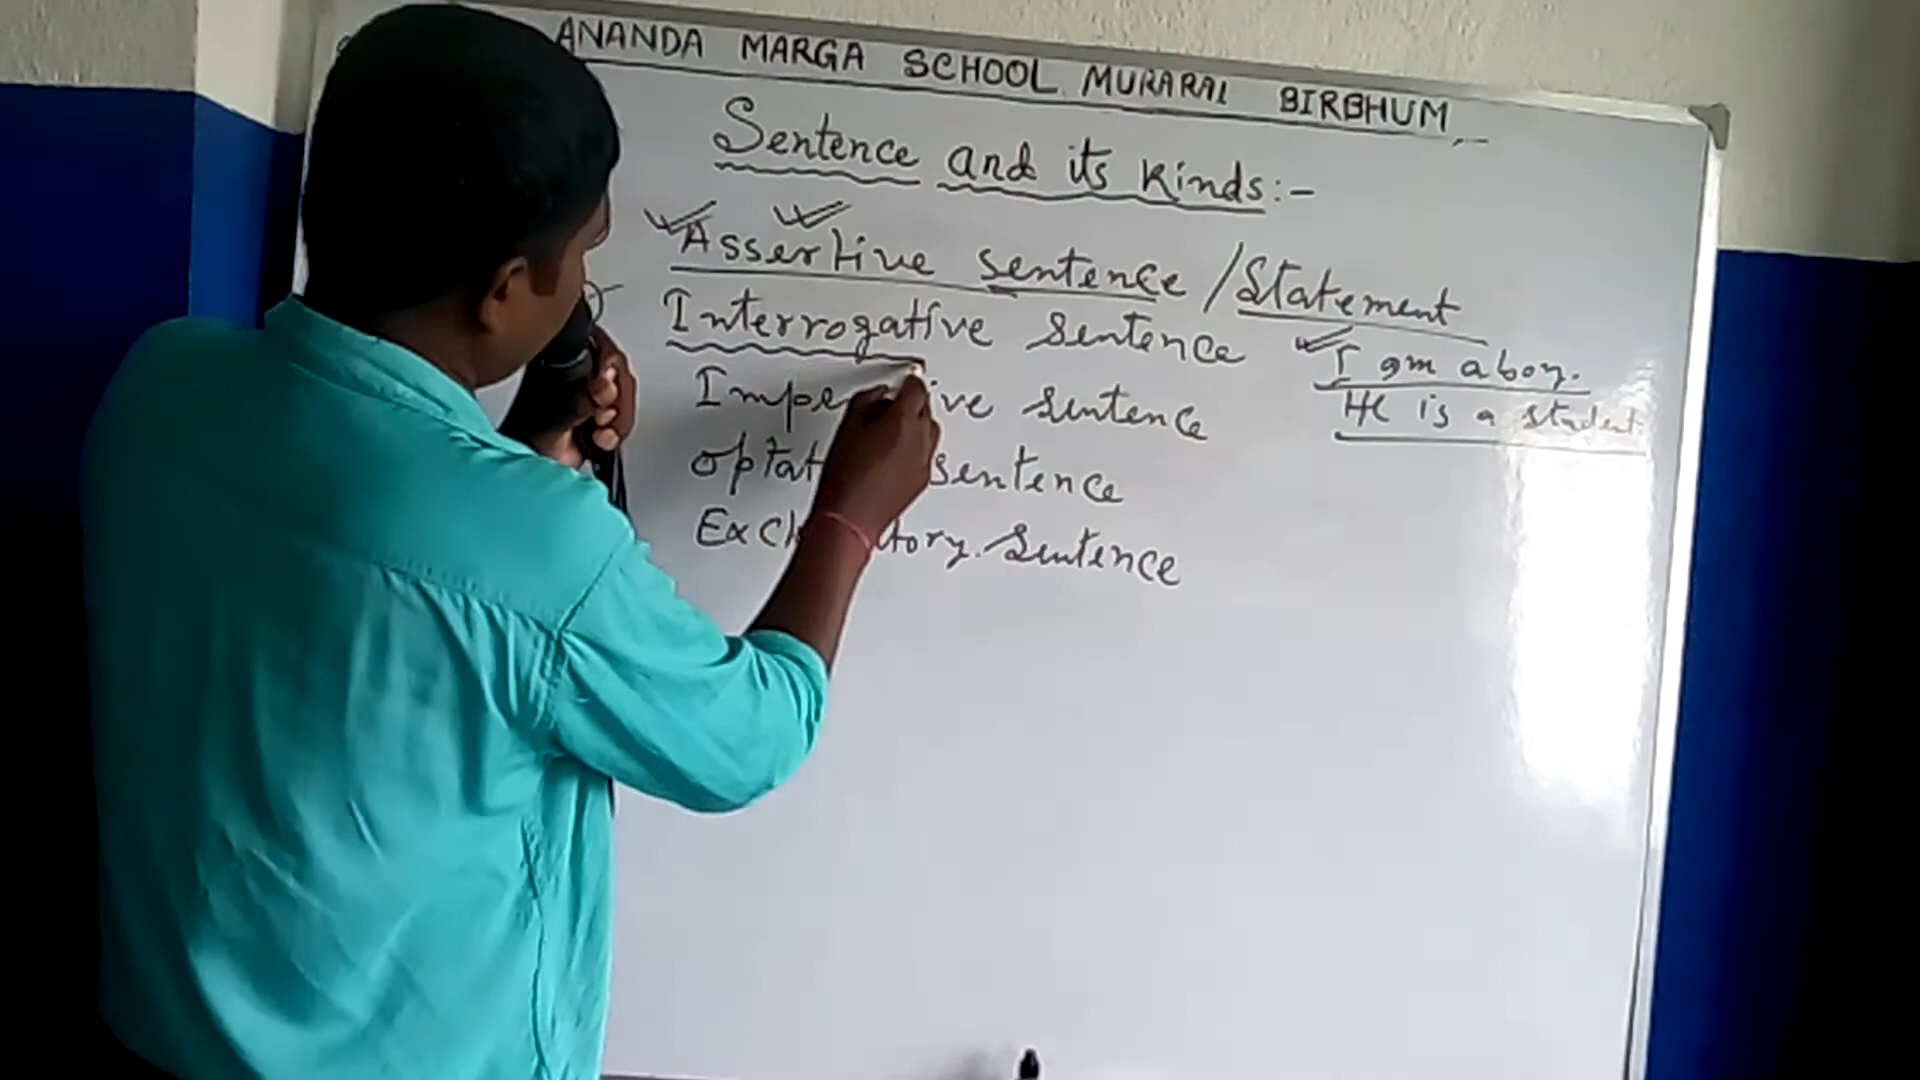 ANANDA MARGA SCHOOL MURARAI BIRBHUM
Sentence and its Kinds:-
Assertive sentence / Statement
Interrogative Sentence
I am a boy.
He is a student
sentence
sentence
Sentence